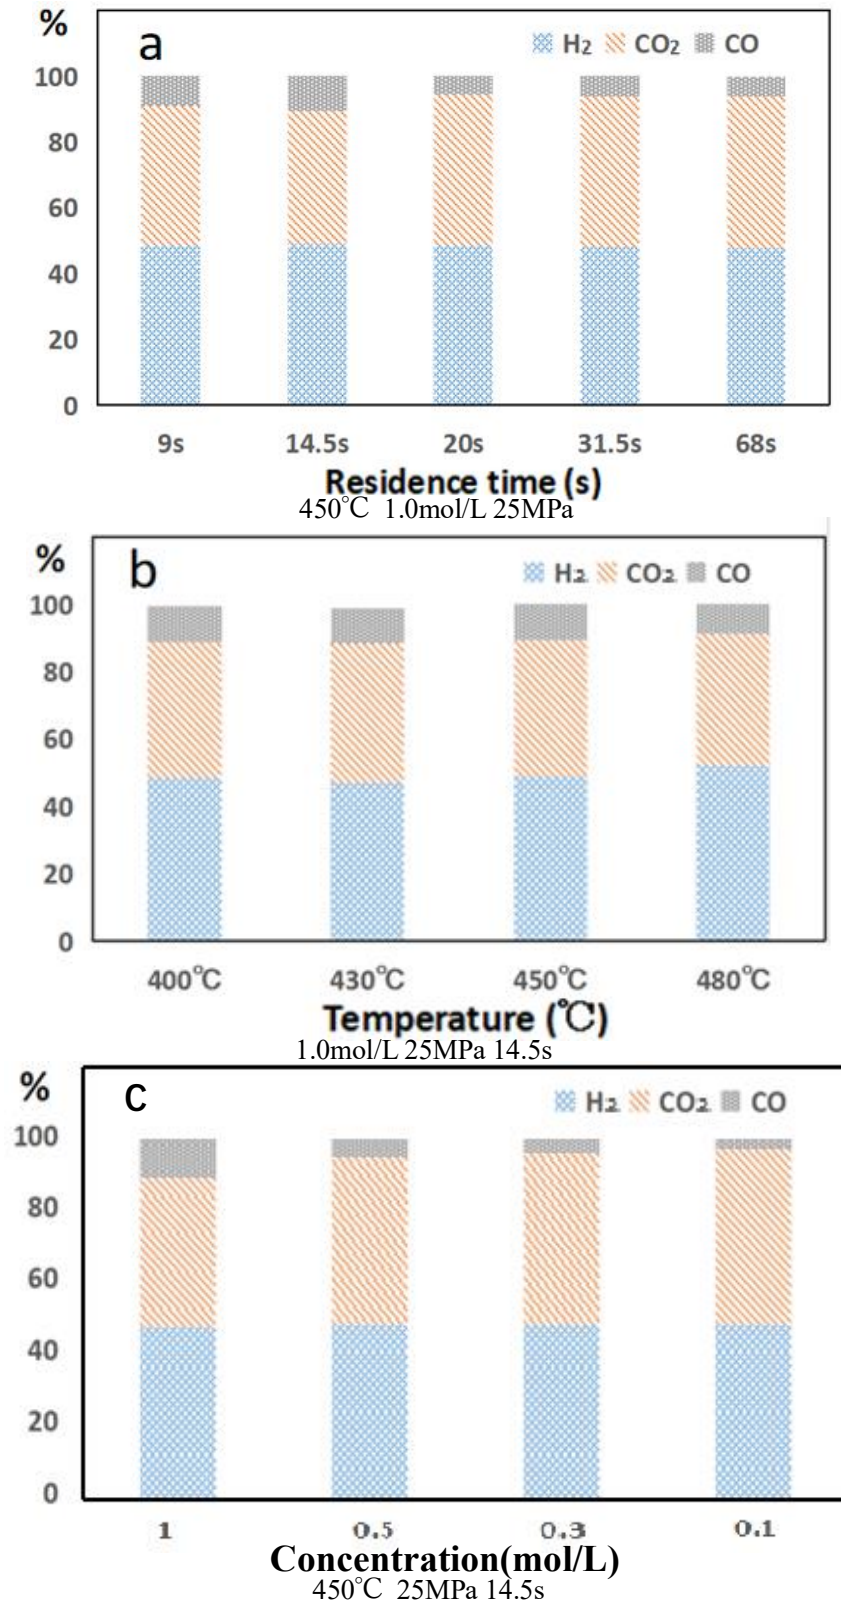 %
a
H₂ CO₂ CO
100
80
60
40
20
0
9s 14.5s 20s 31.5s 68s
Residence time (s)
450℃ 1.0mol/L 25MPa
%
b
H₂ CO₂ CO
100
80
60
40
20
0
400℃ 430℃ 450℃ 480℃
Temperature (℃)
1.0mol/L 25MPa 14.5s
%
c
H₂ CO₂ CO
100
80
60
40
20
0
1 0.5 0.3 0.1
Concentration(mol/L)
450℃ 25MPa 14.5s